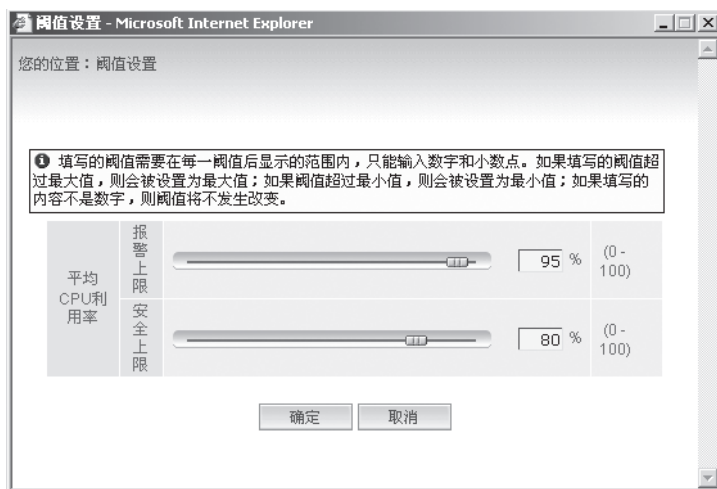 阈值设置 - Microsoft Internet Explorer
您的位置：阈值设置
填写的阈值需要在每一阈值后显示的范围内，只能输入数字和小数点。如果填写的阈值超
过最大值，则会被设置为最大值；如果阈值超过最小值，则会被设置为最小值；如果填写的
内容不是数字，则阈值将不发生改变。
平均
CPU利
用率
报
警
上
限
95 %
(0 -
100)
安
全
上
限
80 %
(0 -
100)
确定 取消